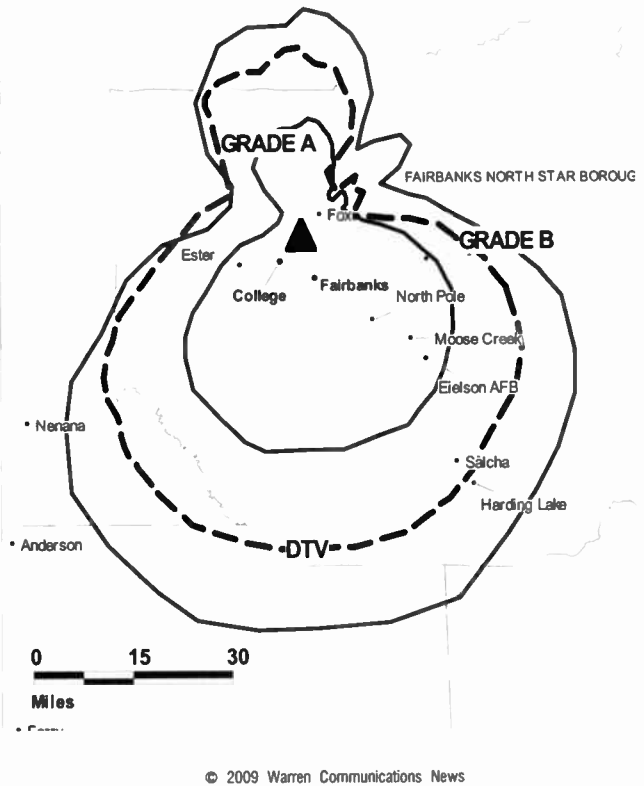 GRADE A
FAIRBANKS NORTH STAR BOROUG
Fox
GRADE B
Ester
College
Fairbanks
North Pole
Moose Creek
Eielson AFB
Nenana
Salcha
Harding Lake
Anderson
DTV
0 15 30
Miles
© 2009 Warren Communications News